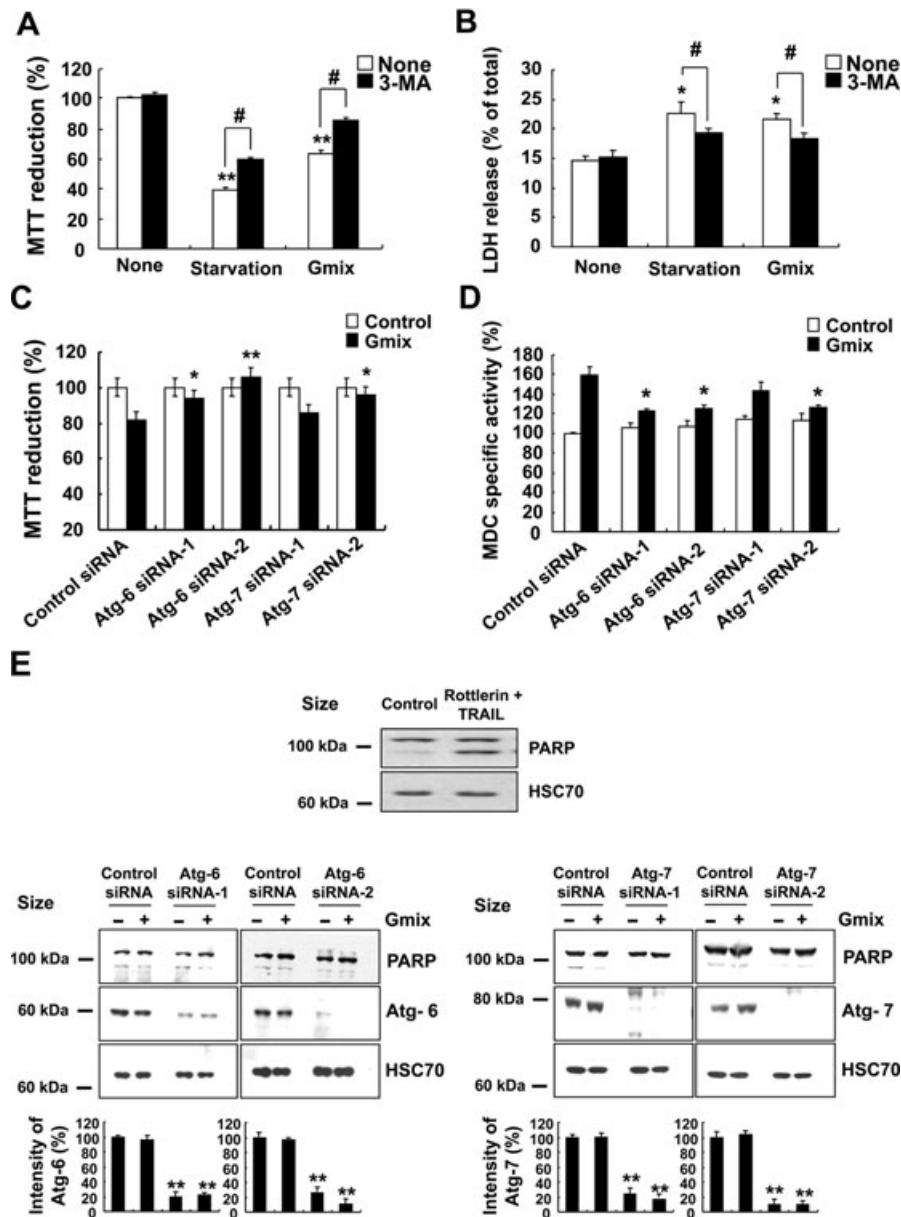 A
None
3-MA
MTT reduction (%)
120
100
80
60
40
20
0
**
#
**
#
None
Starvation
Gmix
B
None
3-MA
LDH release (% of total)
30
25
20
15
10
5
0
*
#
*
#
None
Starvation
Gmix
C
Control
Gmix
MTT reduction (%)
120
100
80
60
40
20
*
**
*
Control siRNA
Atg-6 siRNA-1
Atg-6 siRNA-2
Atg-7 siRNA-1
Atg-7 siRNA-2
D
Control
Gmix
MDC specific activity (%)
180
160
140
120
100
80
60
40
20
0
*
*
*
Control siRNA
Atg-6 siRNA-1
Atg-6 siRNA-2
Atg-7 siRNA-1
Atg-7 siRNA-2
E
Size
Control
Rottlerin +
TRAIL
100 kDa
PARP
60 kDa
HSC70
Size
Control
siRNA
Atg-6
siRNA-1
Control
siRNA
Atg-6
siRNA-2
– + – + – + – + Gmix
100 kDa
PARP
60 kDa
Atg- 6
60 kDa
HSC70
Intensity of
Atg-6 (%)
120
100
80
60
40
20
0
** **
120
100
80
60
40
20
0
** **
Size
Control
siRNA
Atg-7
siRNA-1
Control
siRNA
Atg-7
siRNA-2
– + – + – + – + Gmix
100 kDa
PARP
80 kDa
Atg- 7
60 kDa
HSC70
Intensity of
Atg-7 (%)
120
100
80
60
40
20
0
** **
120
100
80
60
40
20
0
** **